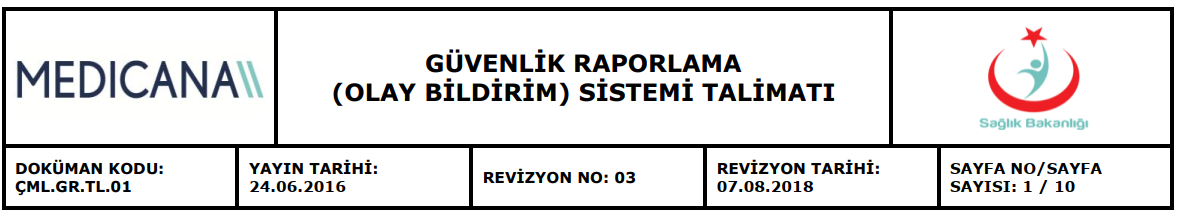 MEDICANA
GÜVENLİK RAPORLAMA
(OLAY BİLDİRİM) SİSTEMİ TALİMATI
Sağlık Bakanlığı
DOKÜMAN KODU:
ÇML.GR.TL.01
YAYIN TARİHİ:
24.06.2016
REVİZYON NO: 03
REVİZYON TARİHİ:
07.08.2018
SAYFA NO/SAYFA
SAYISI: 1 / 10